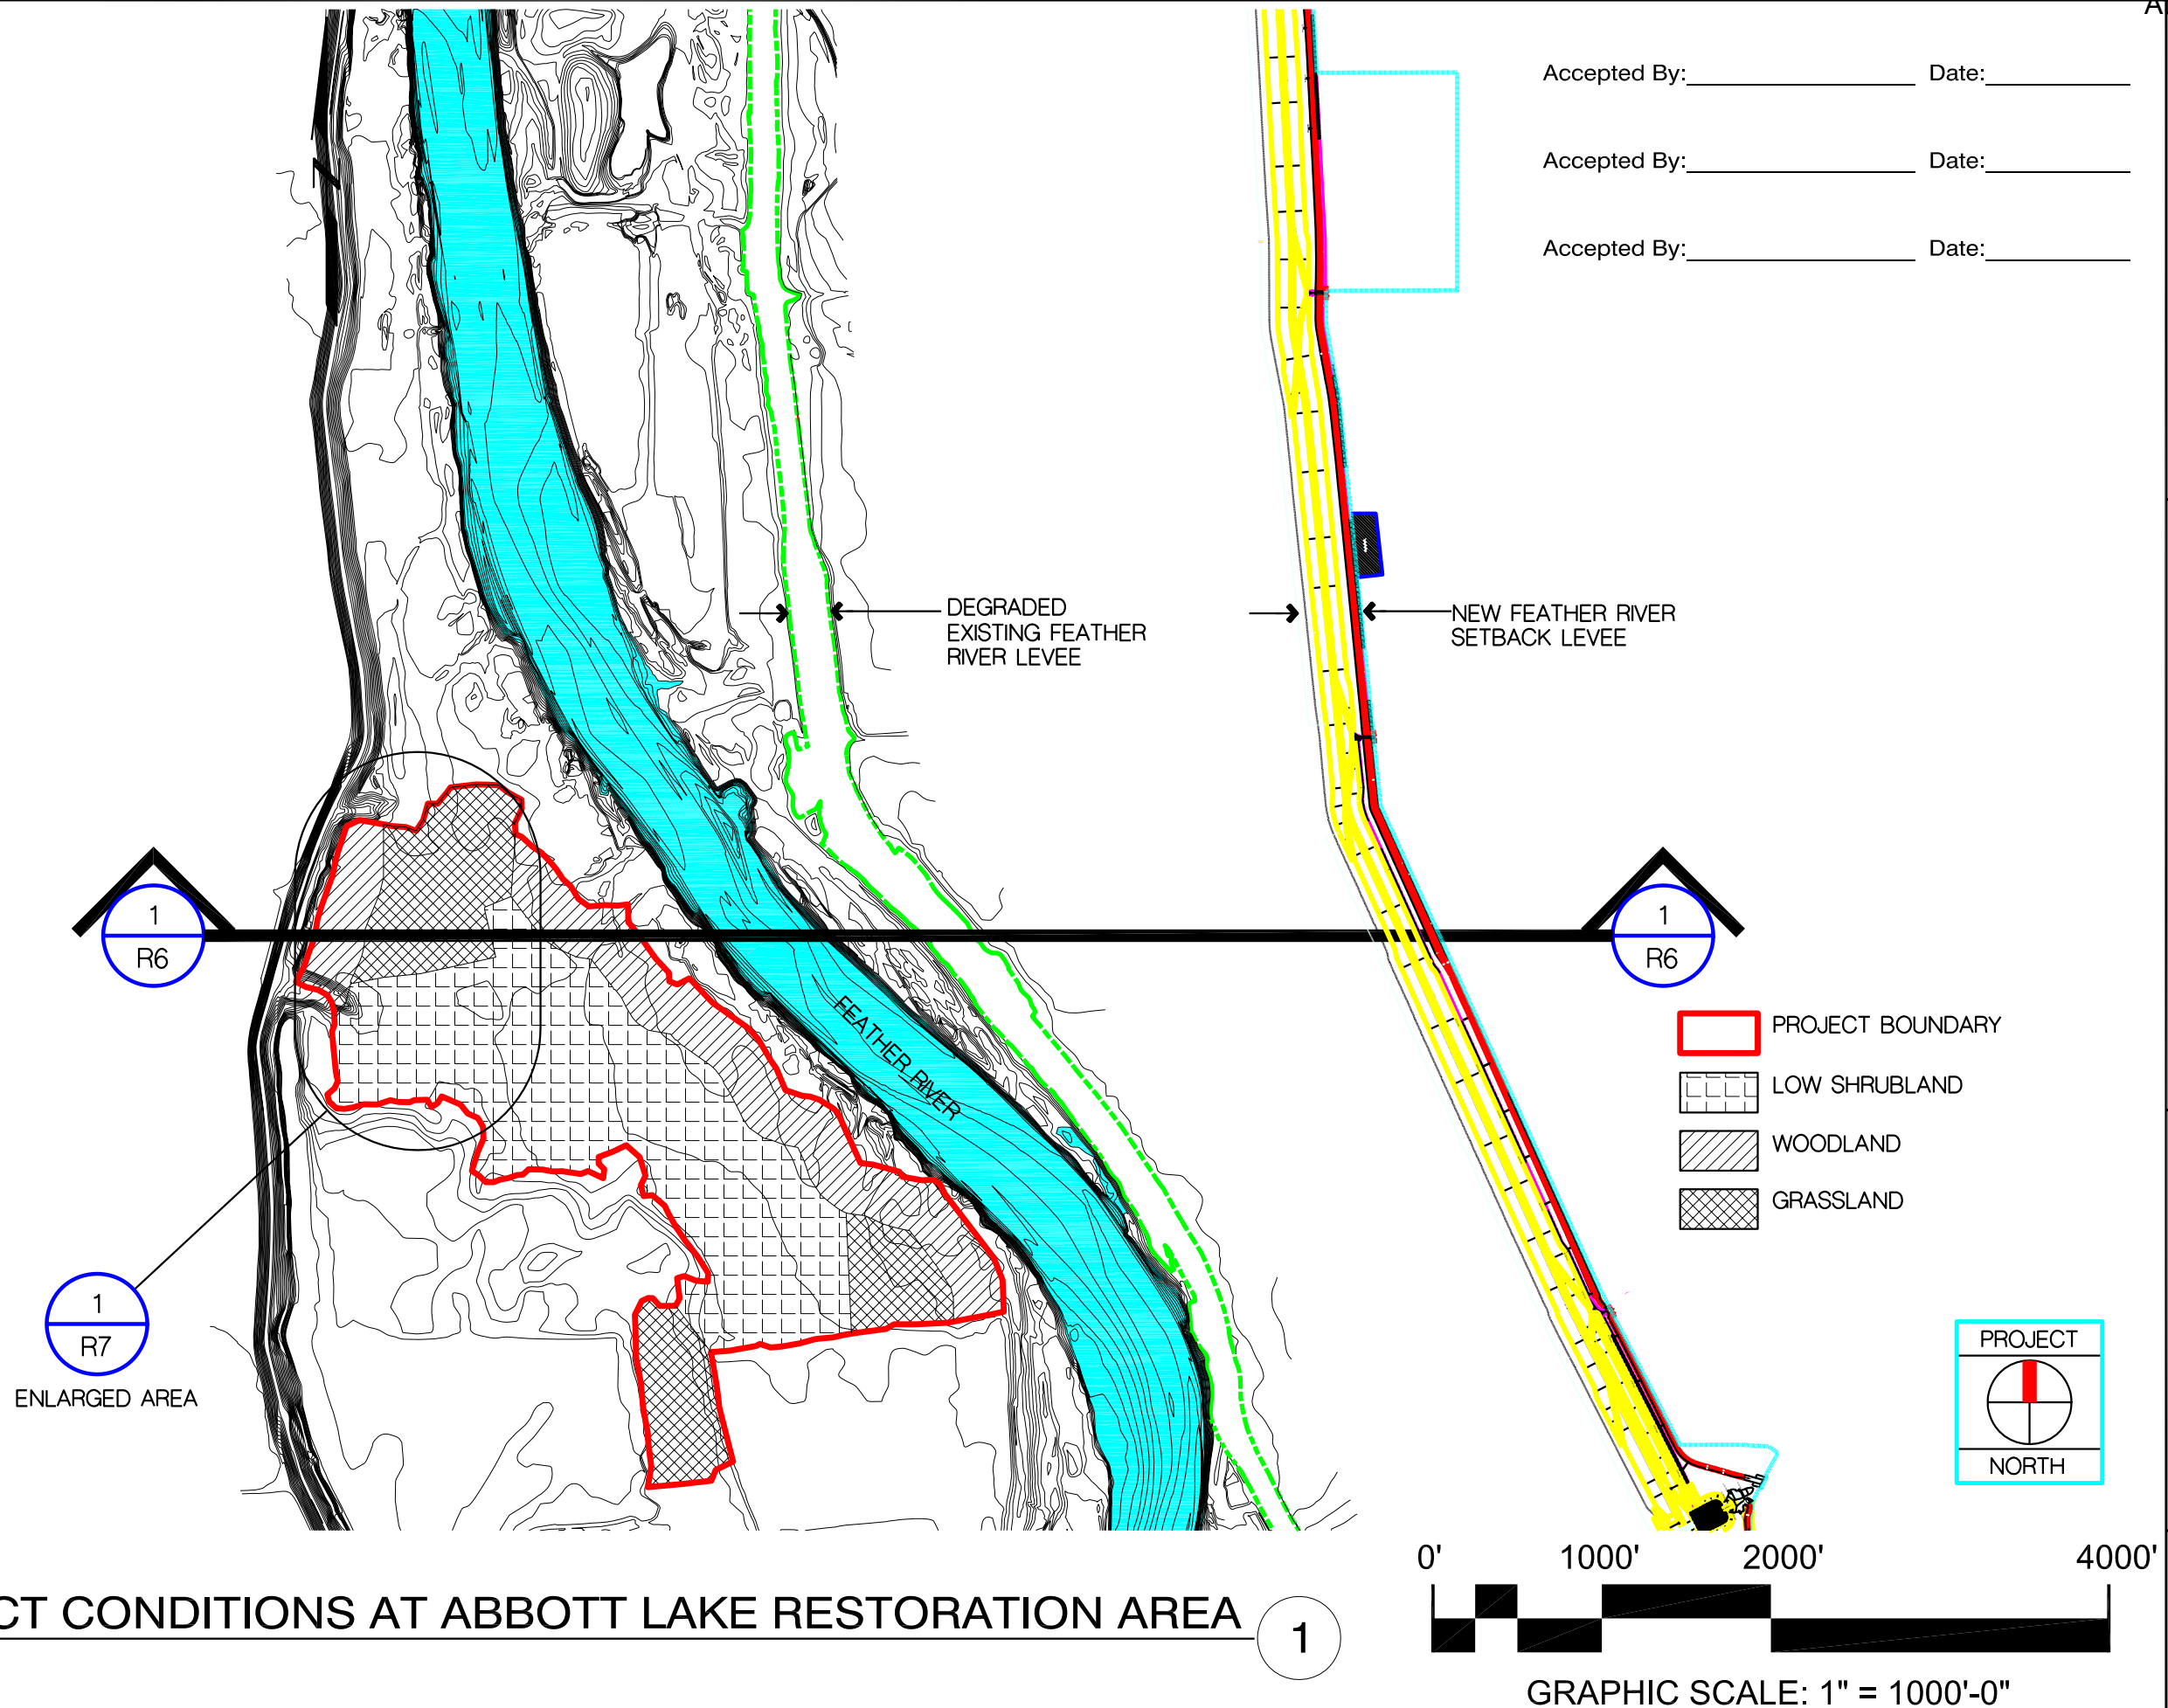 Accepted By: Date:
Accepted By: Date:
Accepted By: Date:
DEGRADED
EXISTING FEATHER
RIVER LEVEE
NEW FEATHER RIVER
SETBACK LEVEE
1
R6
1
R6
FEATHER RIVER
PROJECT BOUNDARY
LOW SHRUBLAND
WOODLAND
GRASSLAND
1
R7
ENLARGED AREA
PROJECT
NORTH
0' 1000' 2000' 4000'
CT CONDITIONS AT ABBOTT LAKE RESTORATION AREA
1
GRAPHIC SCALE: 1" = 1000'-0"